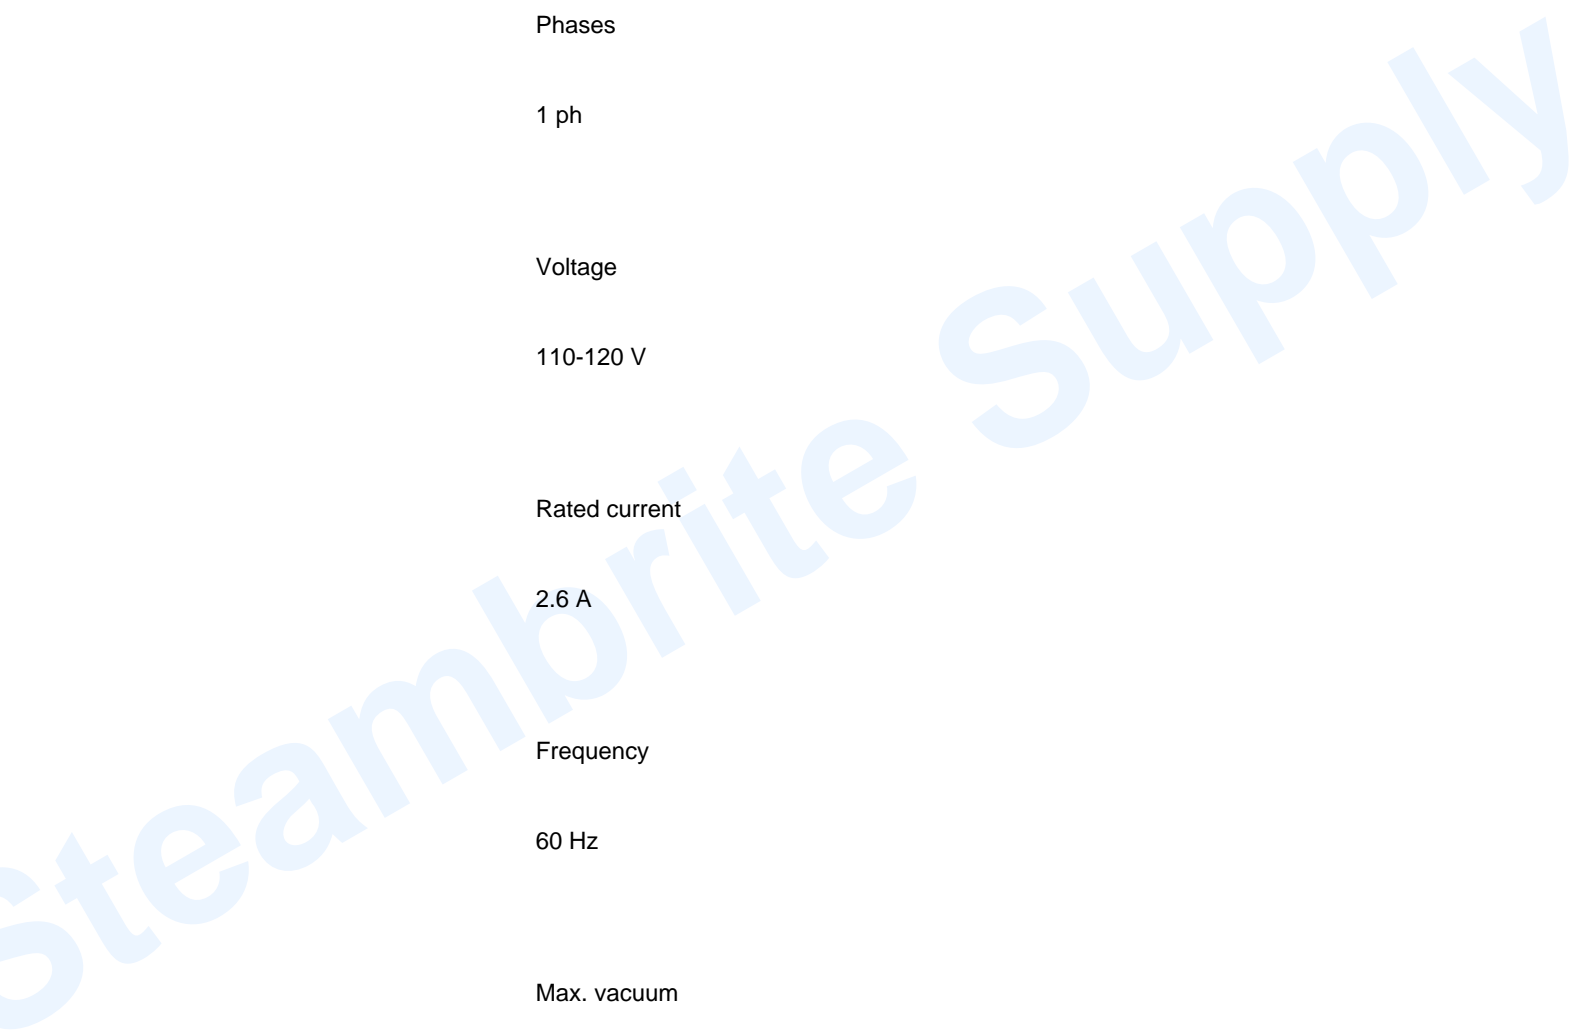 Phases
1 ph
Voltage
110-120 V
Rated current
2.6 A
Frequency
60 Hz
Max. vacuum
Steambrite Supply